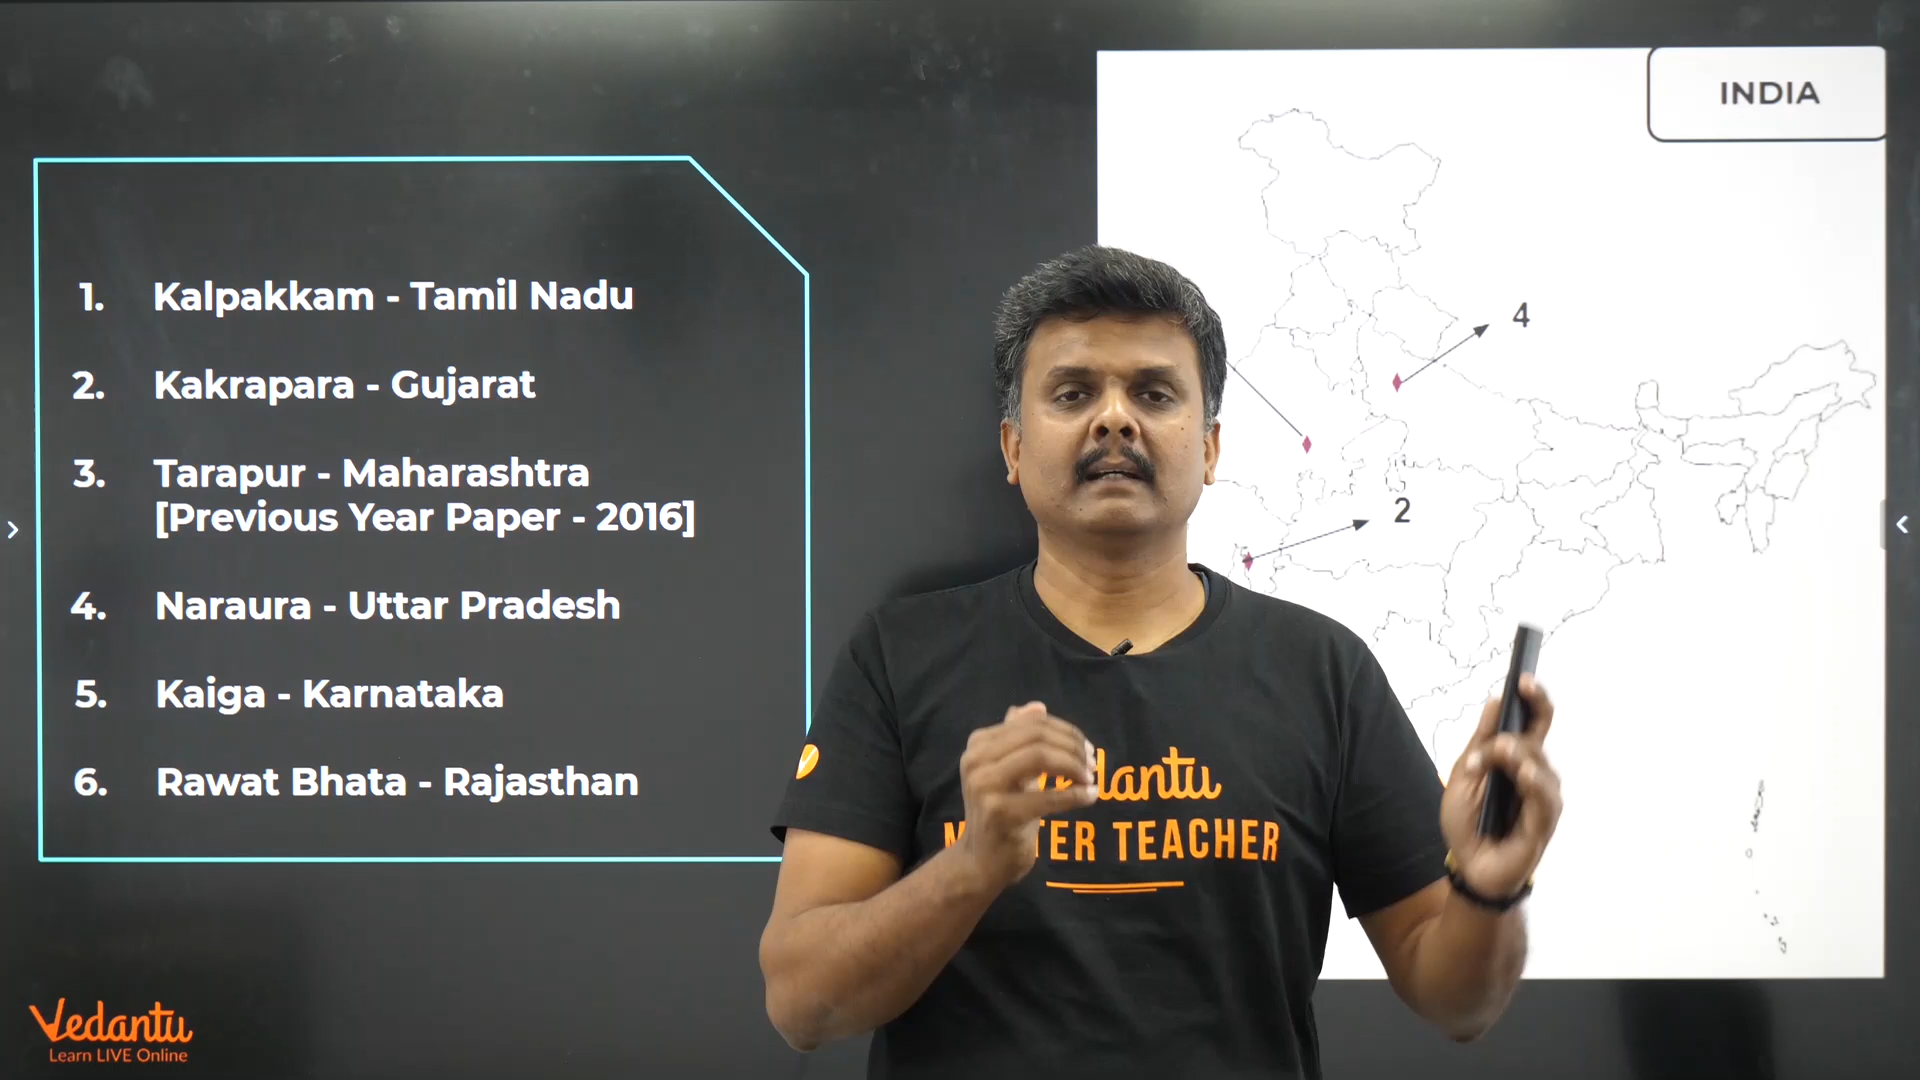 INDIA
1. Kalpakkam - Tamil Nadu
2. Kakrapara - Gujarat
3. Tarapur - Maharashtra
[Previous Year Paper - 2016]
4. Naraura - Uttar Pradesh
5. Kaiga - Karnataka
6. Rawat Bhata - Rajasthan
4
2
TEACHER
Vedantu
Learn LIVE Online